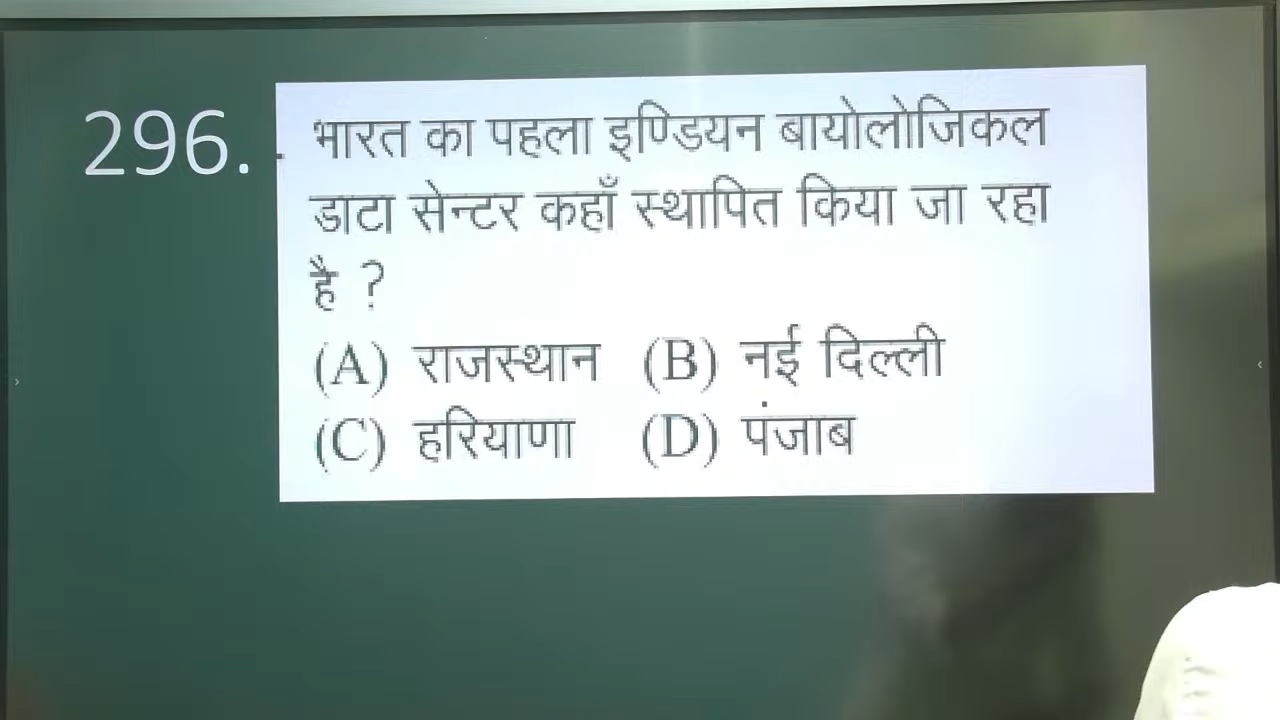 296. भारत का पहला इण्डियन बायोलोजिकल
डाटा सेन्टर कहाँ स्थापित किया जा रहा
है ?
(A) राजस्थान (B) नई दिल्ली
(C) हरियाणा (D) पंजाब